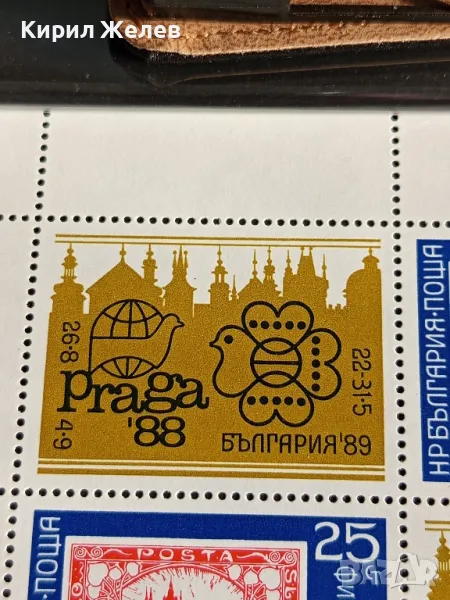 Кирил Желев
26·8
4·9
Praga
'88
22-31·5
БЪЛГАРИЯ'89
НР БЪЛГАРИЯ·ПОЩА
ПОЩА
25
POSTA
Bazar